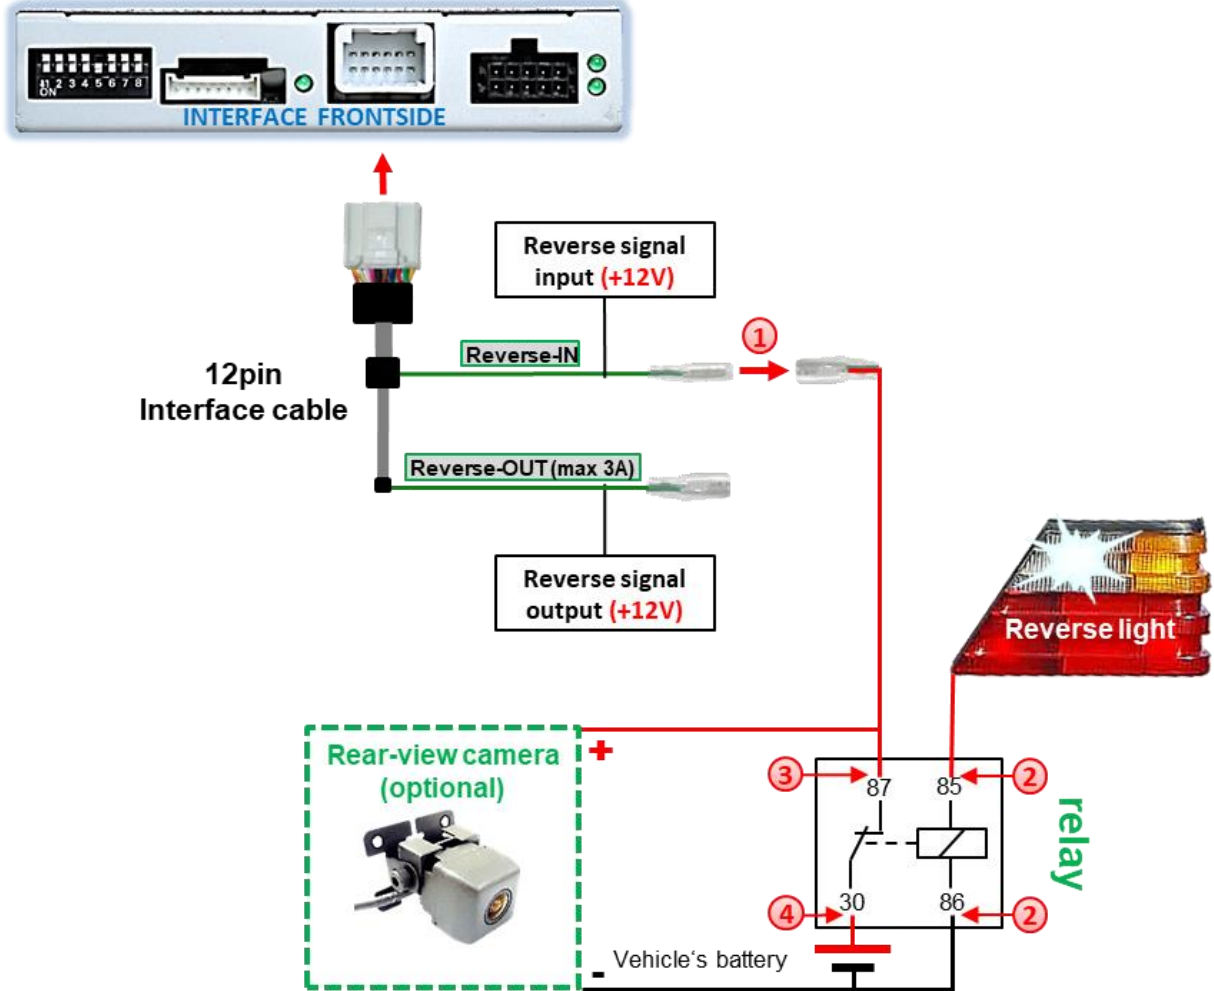 1 2 3 4 5 6 7 8
ON
INTERFACE FRONTSIDE
Reverse signal
input (+12V)
1
Reverse-IN
12pin
Interface cable
Reverse-OUT (max 3A)
Reverse signal
output (+12V)
Reverse light
Rear-view camera
(optional)
+
3
87
85
2
relay
4
30
86
2
Vehicle's battery
-